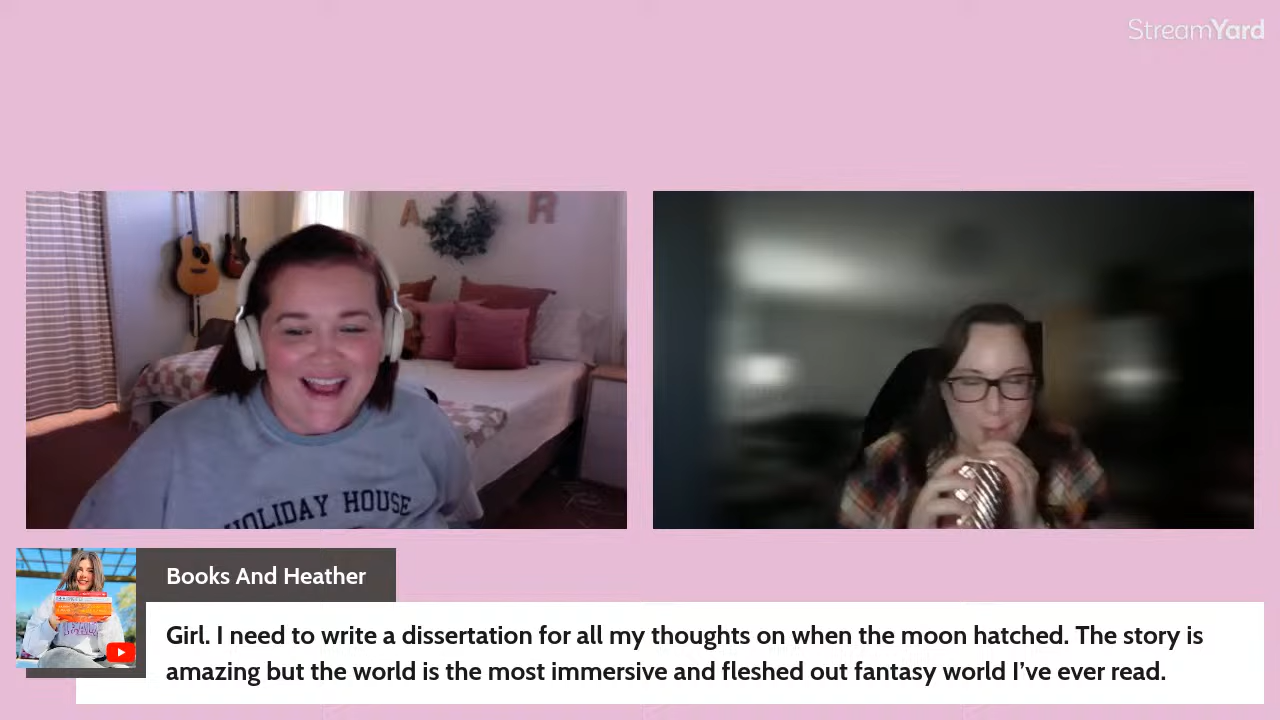 StreamYard
A R
HOLIDAY HOUSE
Books And Heather
Girl. I need to write a dissertation for all my thoughts on when the moon hatched. The story is
amazing but the world is the most immersive and fleshed out fantasy world I’ve ever read.